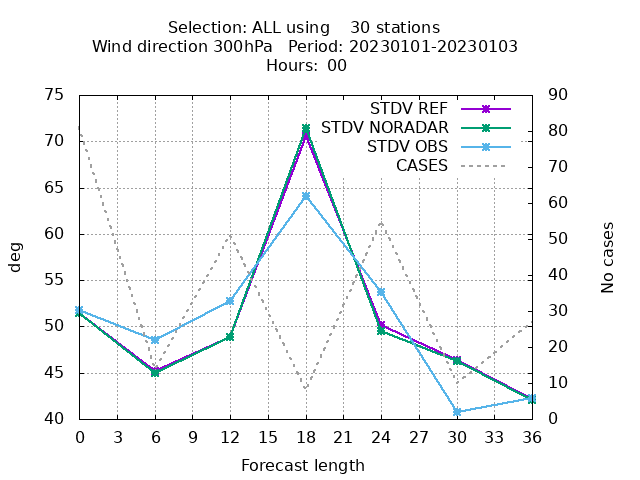 Selection: ALL using    30 stations
Wind direction 300hPa   Period: 20230101-20230103
Hours: 00
75 90
STDV REF
80
STDV NORADAR
70
STDV OBS
70
CASES
65
60
60
50
deg
No cases
55
40
30
50
20
45
10
40 0
0 3 6 9 12 15 18 21 24 27 30 33 36
Forecast length